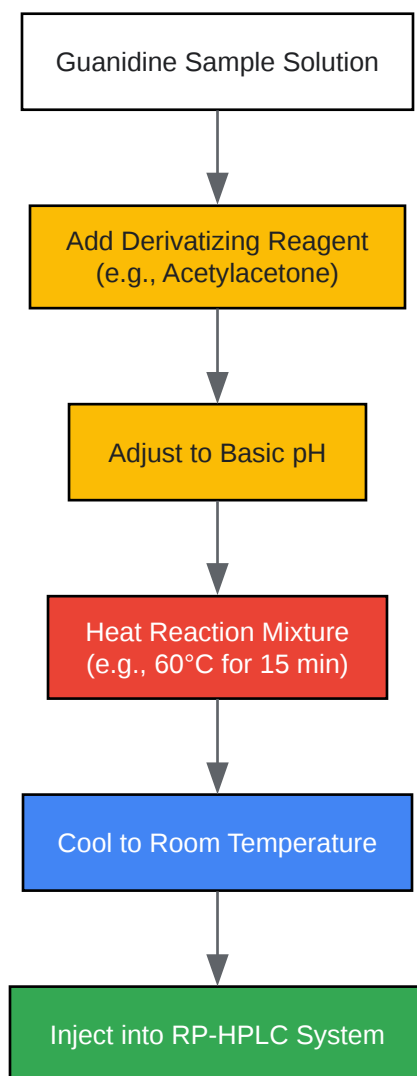 Guanidine Sample Solution
Add Derivatizing Reagent
(e.g., Acetylacetone)
Adjust to Basic pH
Heat Reaction Mixture
(e.g., 60°C for 15 min)
Cool to Room Temperature
Inject into RP-HPLC System